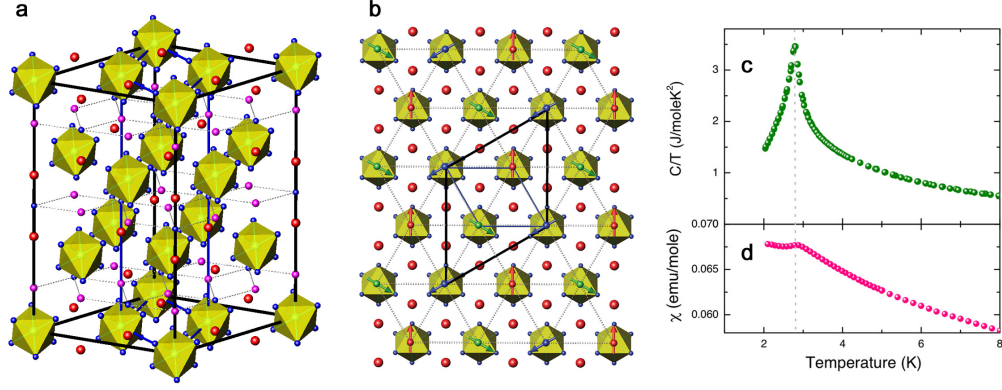 a
b
c
d
C/T (J/moleK²)
3
2
1
0.070
0.065
0.060
χ (emu/mole)
2
4
6
8
Temperature (K)